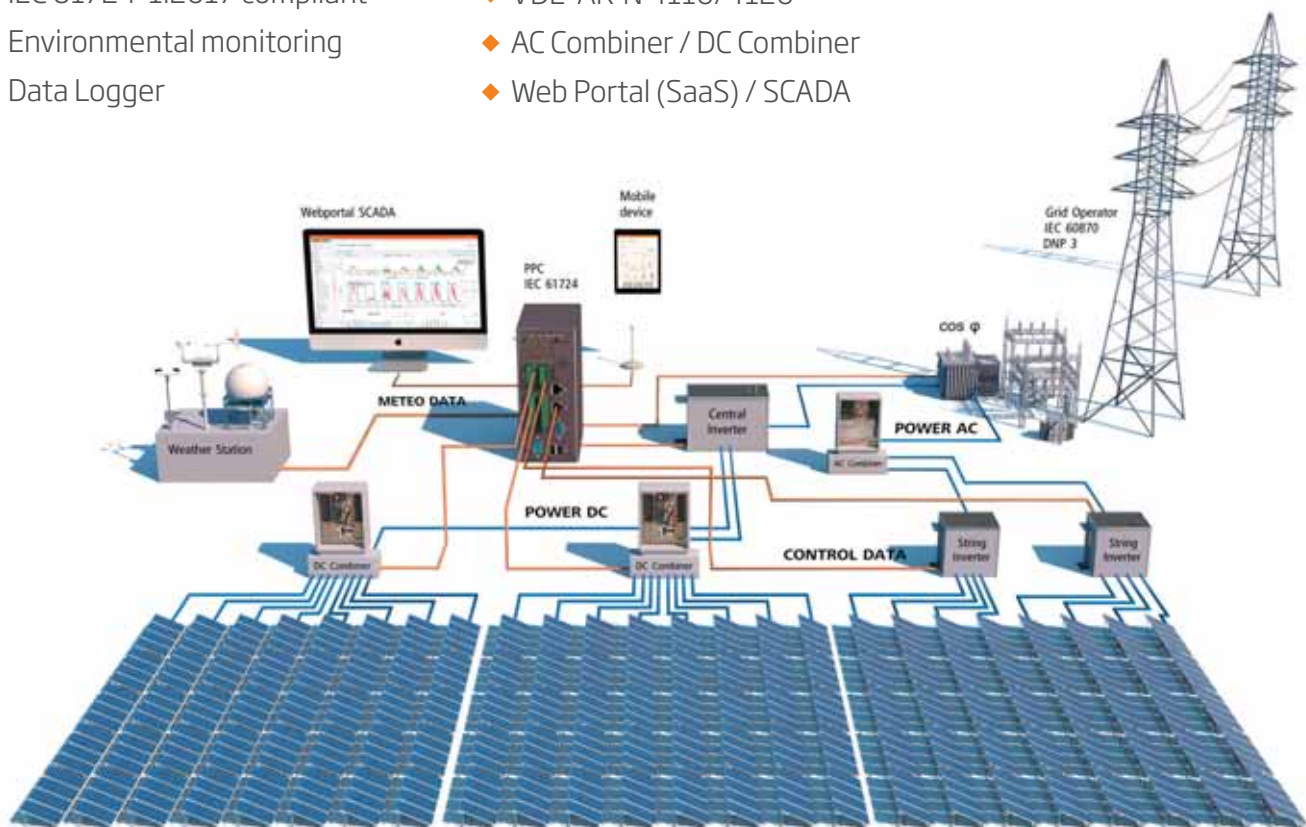 Environmental monitoring
Data Logger
AC Combiner / DC Combiner
Web Portal (SaaS) / SCADA
Webportal SCADA
Mobile
device
PPC
IEC 61724
Grid Operator
IEC 60870
DNP 3
cos φ
METEO DATA
Central
Inverter
POWER AC
Weather Station
AC Combiner
POWER DC
DC Combiner
DC Combiner
CONTROL DATA
String
Inverter
String
Inverter